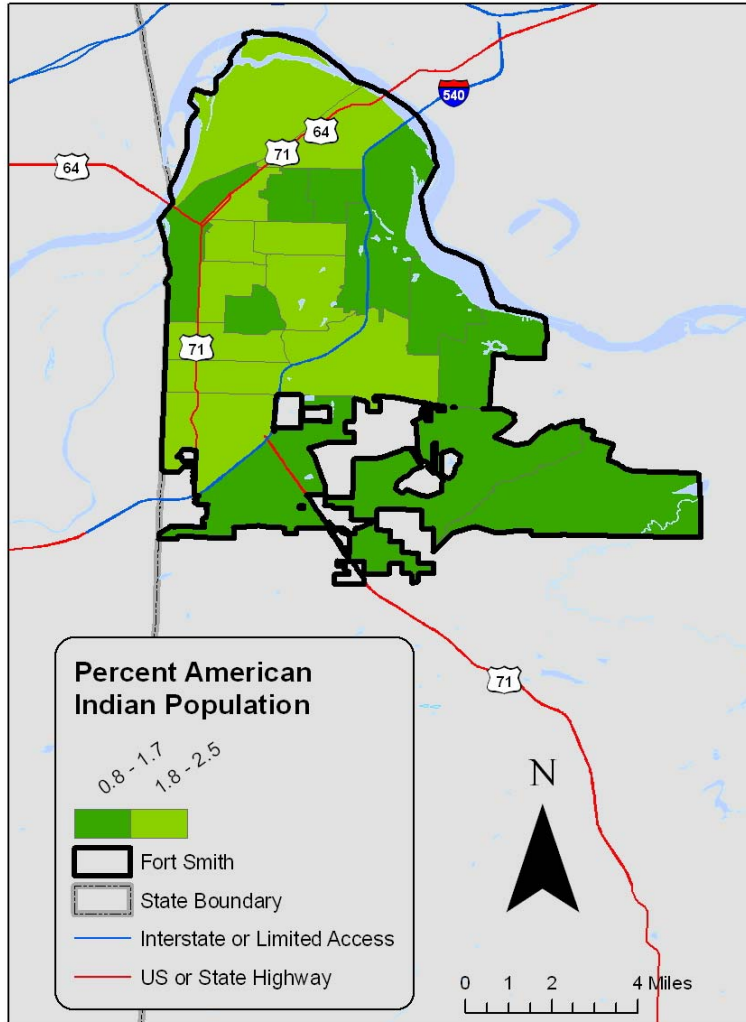 540
64
71
64
71
71
Percent American
Indian Population
0.8 - 1.7
1.8 - 2.5
Fort Smith
State Boundary
Interstate or Limited Access
US or State Highway
N
0 1 2 4 Miles